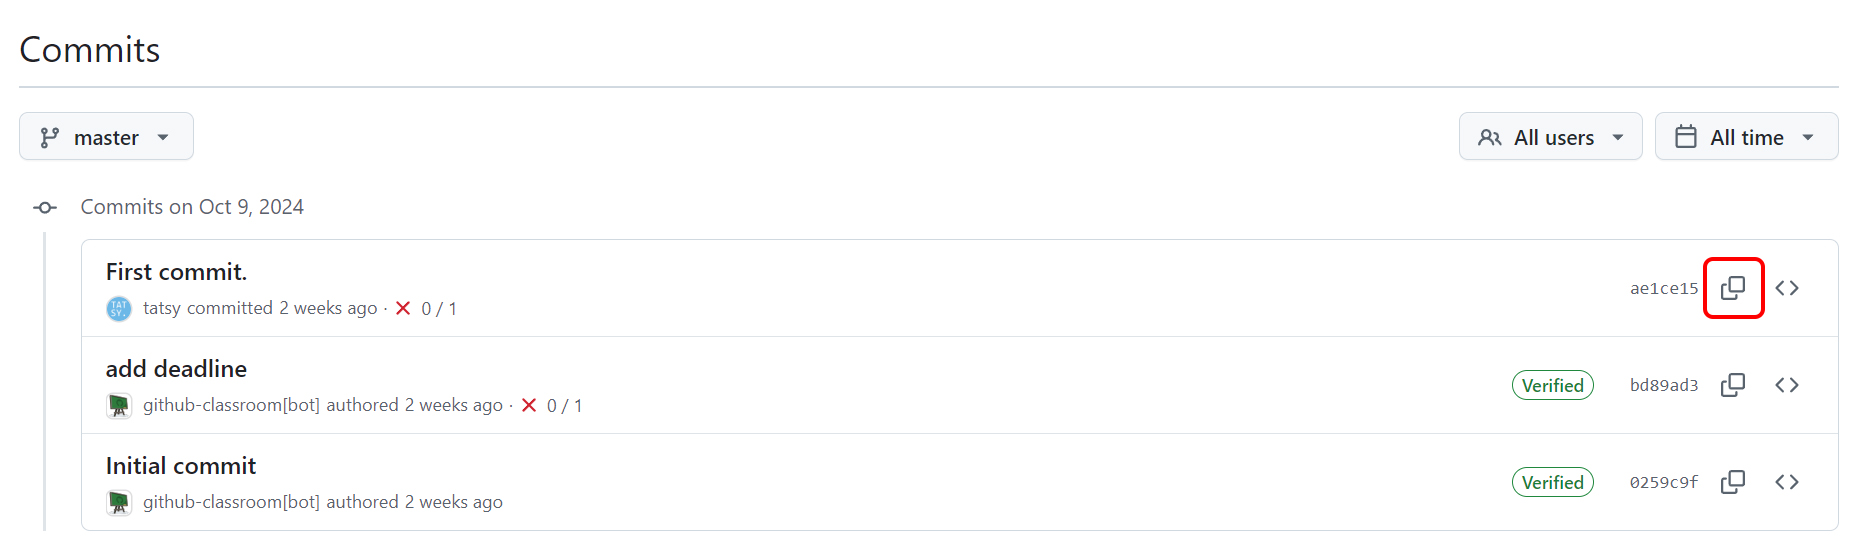 Commits
master
All users
All time
Commits on Oct 9, 2024
First commit.
ae1ce15
TAT
SY.
tatsy committed 2 weeks ago · 0 / 1
add deadline
Verified
bd89ad3
github-classroom[bot] authored 2 weeks ago · 0 / 1
Initial commit
Verified
0259c9f
github-classroom[bot] authored 2 weeks ago